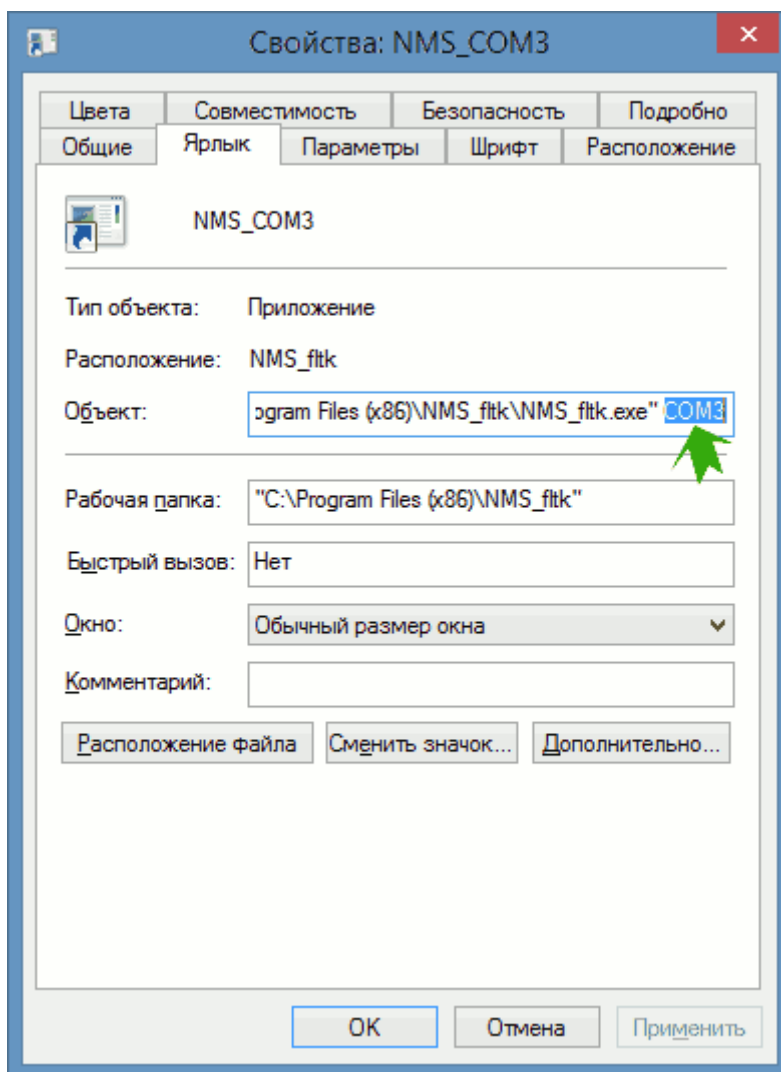 Свойства: NMS_COM3
Цвета Совместимость Безопасность Подробно
Общие Ярлык Параметры Шрифт Расположение
NMS_COM3
Тип объекта: Приложение
Расположение: NMS_fltk
Объект: ogram Files (x86)\NMS_fltk\NMS_fltk.exe" COM3
Рабочая папка: "C:\Program Files (x86)\NMS_fltk"
Быстрый вызов: Нет
Окно: Обычный размер окна
Комментарий:
Расположение файла Сменить значок... Дополнительно...
OK Отмена Применить